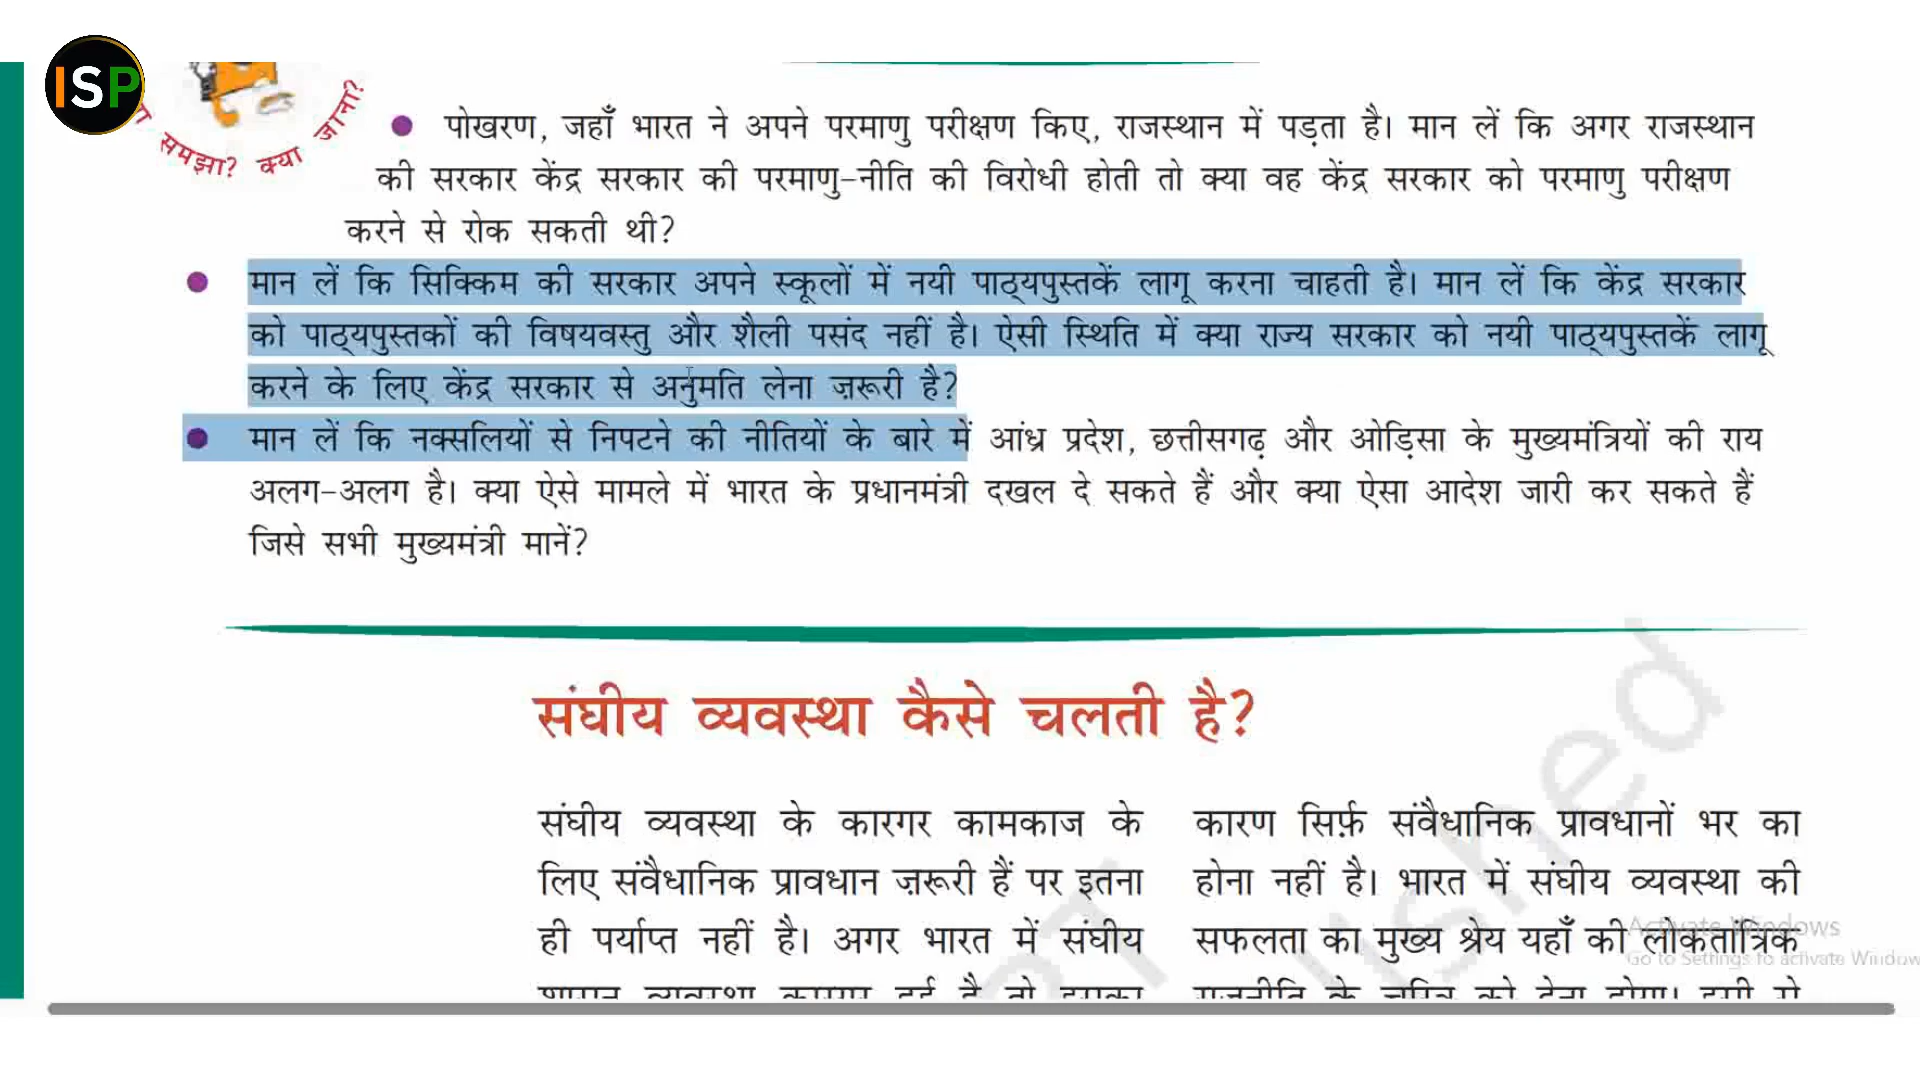 ISP
समझा? क्या जाना?
● पोखरण, जहाँ भारत ने अपने परमाणु परीक्षण किए, राजस्थान में पड़ता है। मान लें कि अगर राजस्थान
की सरकार केंद्र सरकार की परमाणु-नीति की विरोधी होती तो क्या वह केंद्र सरकार को परमाणु परीक्षण
करने से रोक सकती थी?
● मान लें कि सिक्किम की सरकार अपने स्कूलों में नयी पाठ्यपुस्तकें लागू करना चाहती है। मान लें कि केंद्र सरकार
को पाठ्यपुस्तकों की विषयवस्तु और शैली पसंद नहीं है। ऐसी स्थिति में क्या राज्य सरकार को नयी पाठ्यपुस्तकें लागू
करने के लिए केंद्र सरकार से अनुमति लेना ज़रूरी है?
● मान लें कि नक्सलियों से निपटने की नीतियों के बारे में आंध्र प्रदेश, छत्तीसगढ़ और ओड़िसा के मुख्यमंत्रियों की राय
अलग-अलग है। क्या ऐसे मामले में भारत के प्रधानमंत्री दखल दे सकते हैं और क्या ऐसा आदेश जारी कर सकते हैं
जिसे सभी मुख्यमंत्री मानें?
संघीय व्यवस्था कैसे चलती है?
संघीय व्यवस्था के कारगर कामकाज के
लिए संवैधानिक प्रावधान ज़रूरी हैं पर इतना
ही पर्याप्त नहीं है। अगर भारत में संघीय
कारण सिर्फ़ संवैधानिक प्रावधानों भर का
होना नहीं है। भारत में संघीय व्यवस्था की
सफलता का मुख्य श्रेय यहाँ की लोकतांत्रिक
Activate Windows
Go to Settings to activate Window